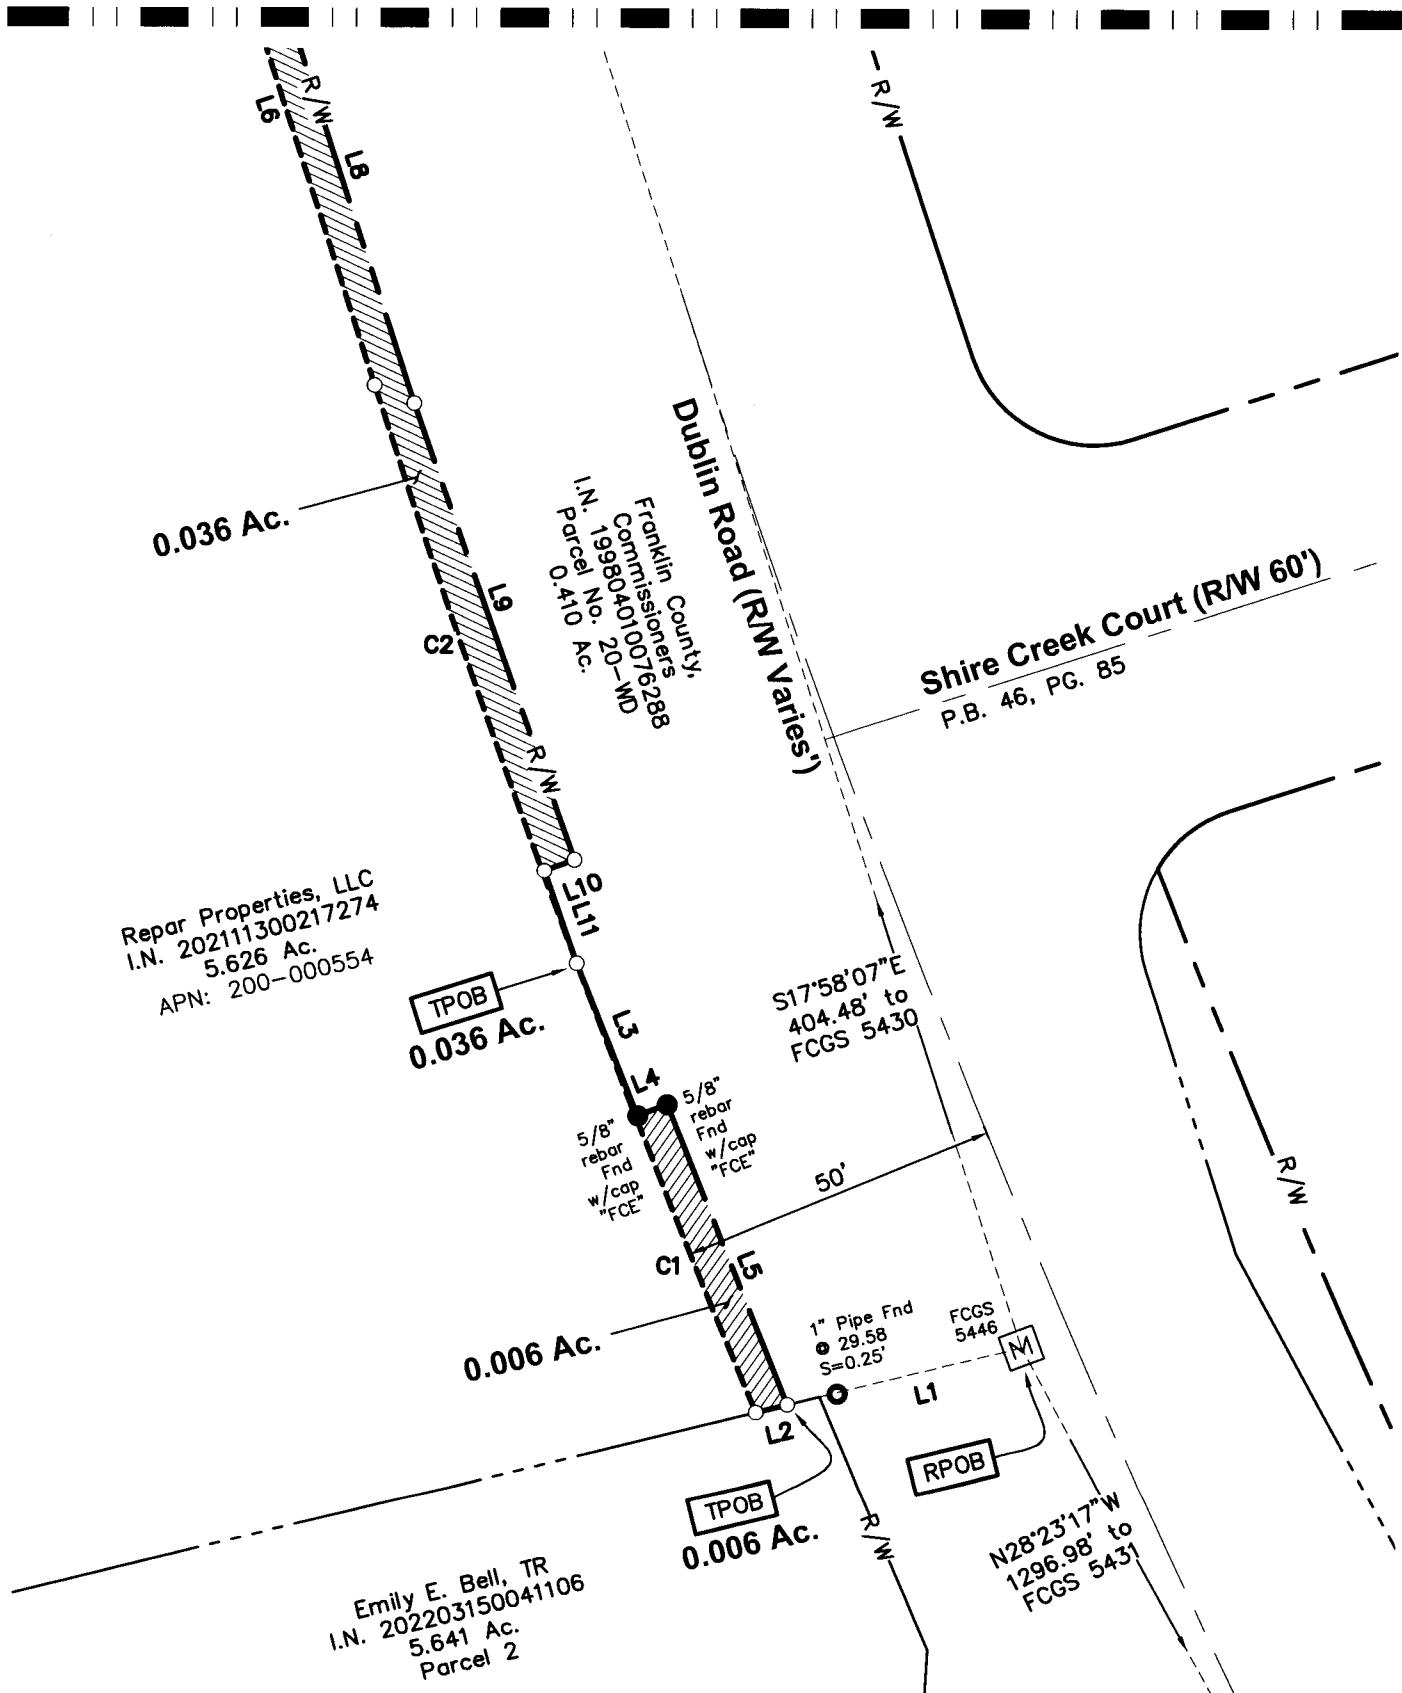 R/W
L6
L8
R/W
0.036 Ac.
Franklin County,
Commissioners
I.N. 199804010076288
Parcel No. 20-WD
0.410 Ac.
Dublin Road (R/W Varies')
L9
C2
Shire Creek Court (R/W 60')
P.B. 46, PG. 85
R/W
L10
L11
Repar Properties, LLC
I.N. 202111300217274
5.626 Ac.
APN: 200-000554
TPOB
0.036 Ac.
S17°58'07"E
404.48' to
FCGS 5430
L3
L4
5/8"
rebar
Fnd
w/cap
"FCE"
5/8"
rebar
Fnd
w/cap
"FCE"
50'
R/W
C1
L5
0.006 Ac.
1" Pipe Fnd
@ 29.58
S=0.25'
FCGS
5446
M
L1
L2
RPOB
TPOB
0.006 Ac.
R/W
N28°23'17"W
1296.98' to
FCGS 5431
Emily E. Bell, TR
I.N. 202203150041106
5.641 Ac.
Parcel 2